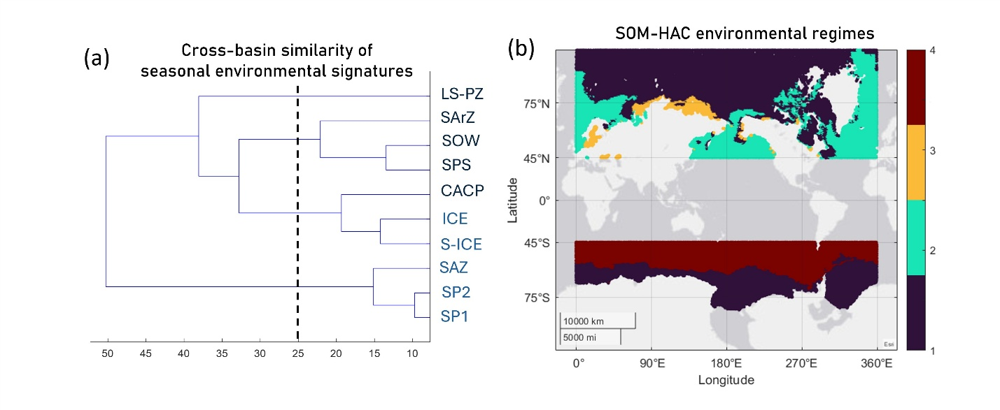 (a)
Cross-basin similarity of
seasonal environmental signatures
LS-PZ
SArZ
SOW
SPS
CACP
ICE
S-ICE
SAZ
SP2
SP1
50 45 40 35 30 25 20 15 10
(b)
SOM-HAC environmental regimes
75°N
45°N
0°
45°S
75°S
Latitude
10000 km
5000 mi
Esri
0° 90°E 180°E 270°E 360°E
Longitude
4
3
2
1